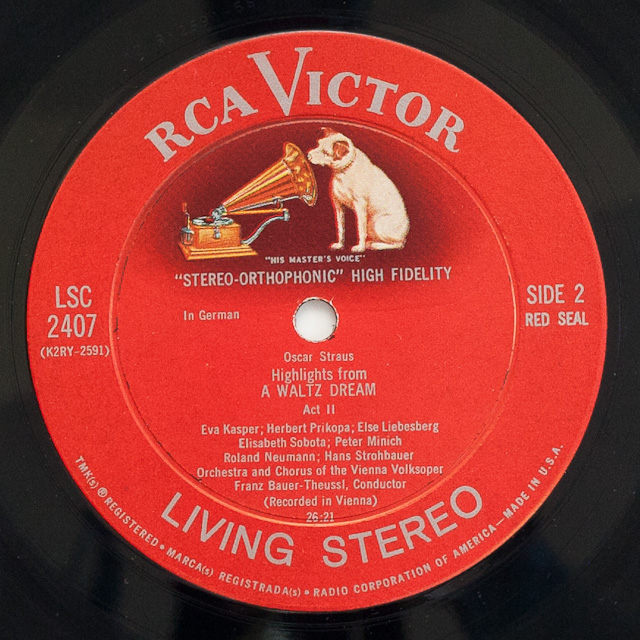 RCA VICTOR
"HIS MASTER'S VOICE"
"STEREO-ORTHOPHONIC" HIGH FIDELITY
LSC
2407
(K2RY-2591)
SIDE 2
RED SEAL
In German
Oscar Straus
Highlights from
A WALTZ DREAM
Act II
Eva Kasper; Herbert Prikopa; Else Liebesberg
Elisabeth Sobota; Peter Minich
Roland Neumann; Hans Strohbauer
Orchestra and Chorus of the Vienna Volksoper
Franz Bauer-Theussl, Conductor
(Recorded in Vienna)
26:21
LIVING STEREO
TMK(s) ® REGISTERED • MARCA(s) REGISTRADA(s) • RADIO CORPORATION OF AMERICA—MADE IN U.S.A.